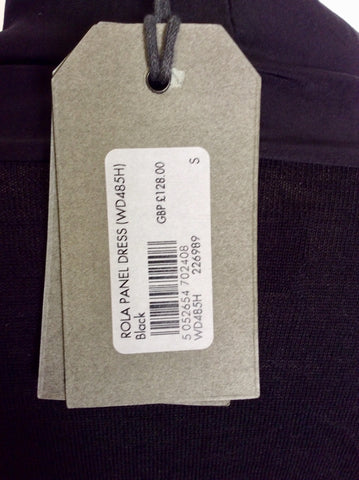 ROLA PANEL DRESS (WD485H)
Black
GBP £128.00 S
5 052654 702408
WD485H 226989